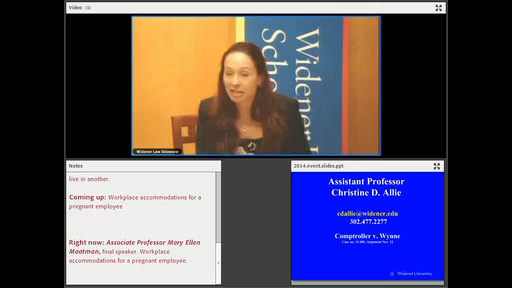 Video
Widener
Scho
Widener Law Delaware
Notes
live in another.
Coming up: Workplace accommodations for a
pregnant employee
Right now: Associate Professor Mary Ellen
Maatman, final speaker. Workplace
accommodations for a pregnant employee.
2014.event.slides.ppt
Assistant Professor
Christine D. Allie
cdallie@widener.edu
302.477.2277
Comptroller v. Wynne
Widener University